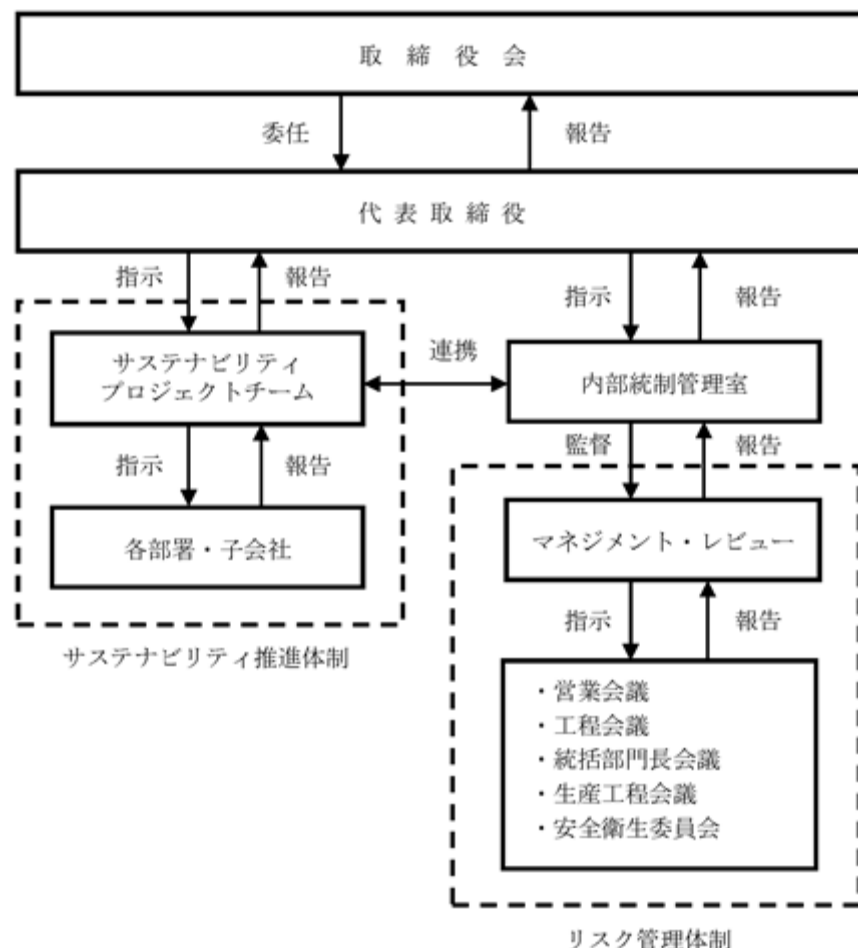 取締役会
委任
報告
代表取締役
指示
報告
指示
報告
サステナビリティ
プロジェクトチーム
連携
内部統制管理室
指示
報告
監督
報告
各部署・子会社
マネジメント・レビュー
サステナビリティ推進体制
指示
報告
・営業会議
・工程会議
・統括部門長会議
・生産工程会議
・安全衛生委員会
リスク管理体制